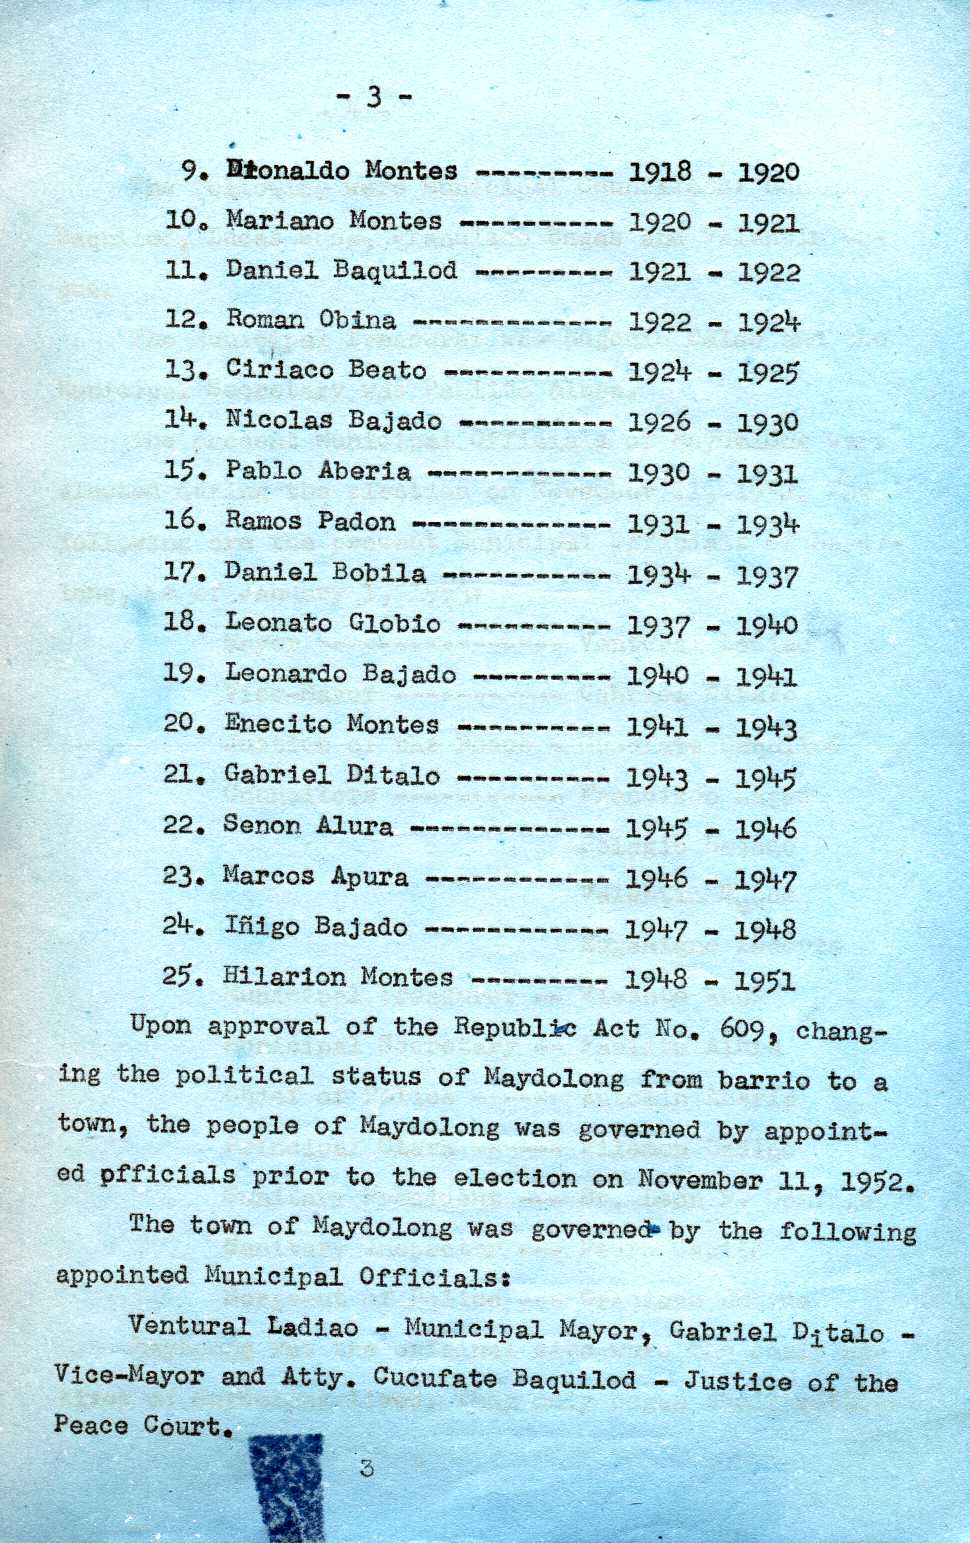 - 3 -
9. Dionaldo Montes --------- 1918 - 1920
10. Mariano Montes ---------- 1920 - 1921
11. Daniel Baquilod --------- 1921 - 1922
12. Roman Obina ------------- 1922 - 1924
13. Ciriaco Beato ----------- 1924 - 1925
14. Nicolas Bajado ---------- 1926 - 1930
15. Pablo Aberia ------------ 1930 - 1931
16. Ramos Padon ------------- 1931 - 1934
17. Daniel Bobila ----------- 1934 - 1937
18. Leonato Globio ---------- 1937 - 1940
19. Leonardo Bajado --------- 1940 - 1941
20. Enecito Montes ---------- 1941 - 1943
21. Gabriel Ditalo ---------- 1943 - 1945
22. Senon Alura ------------- 1945 - 1946
23. Marcos Apura ------------ 1946 - 1947
24. Iñigo Bajado ------------ 1947 - 1948
25. Hilarion Montes --------- 1948 - 1951
Upon approval of the Republic Act No. 609, chang-
ing the political status of Maydolong from barrio to a
town, the people of Maydolong was governed by appoint-
ed pfficials prior to the election on November 11, 1952.
The town of Maydolong was governed by the following
appointed Municipal Officials:
Ventural Ladiao - Municipal Mayor, Gabriel Ditalo -
Vice-Mayor and Atty. Cucufate Baquilod - Justice of the
Peace Court.
3